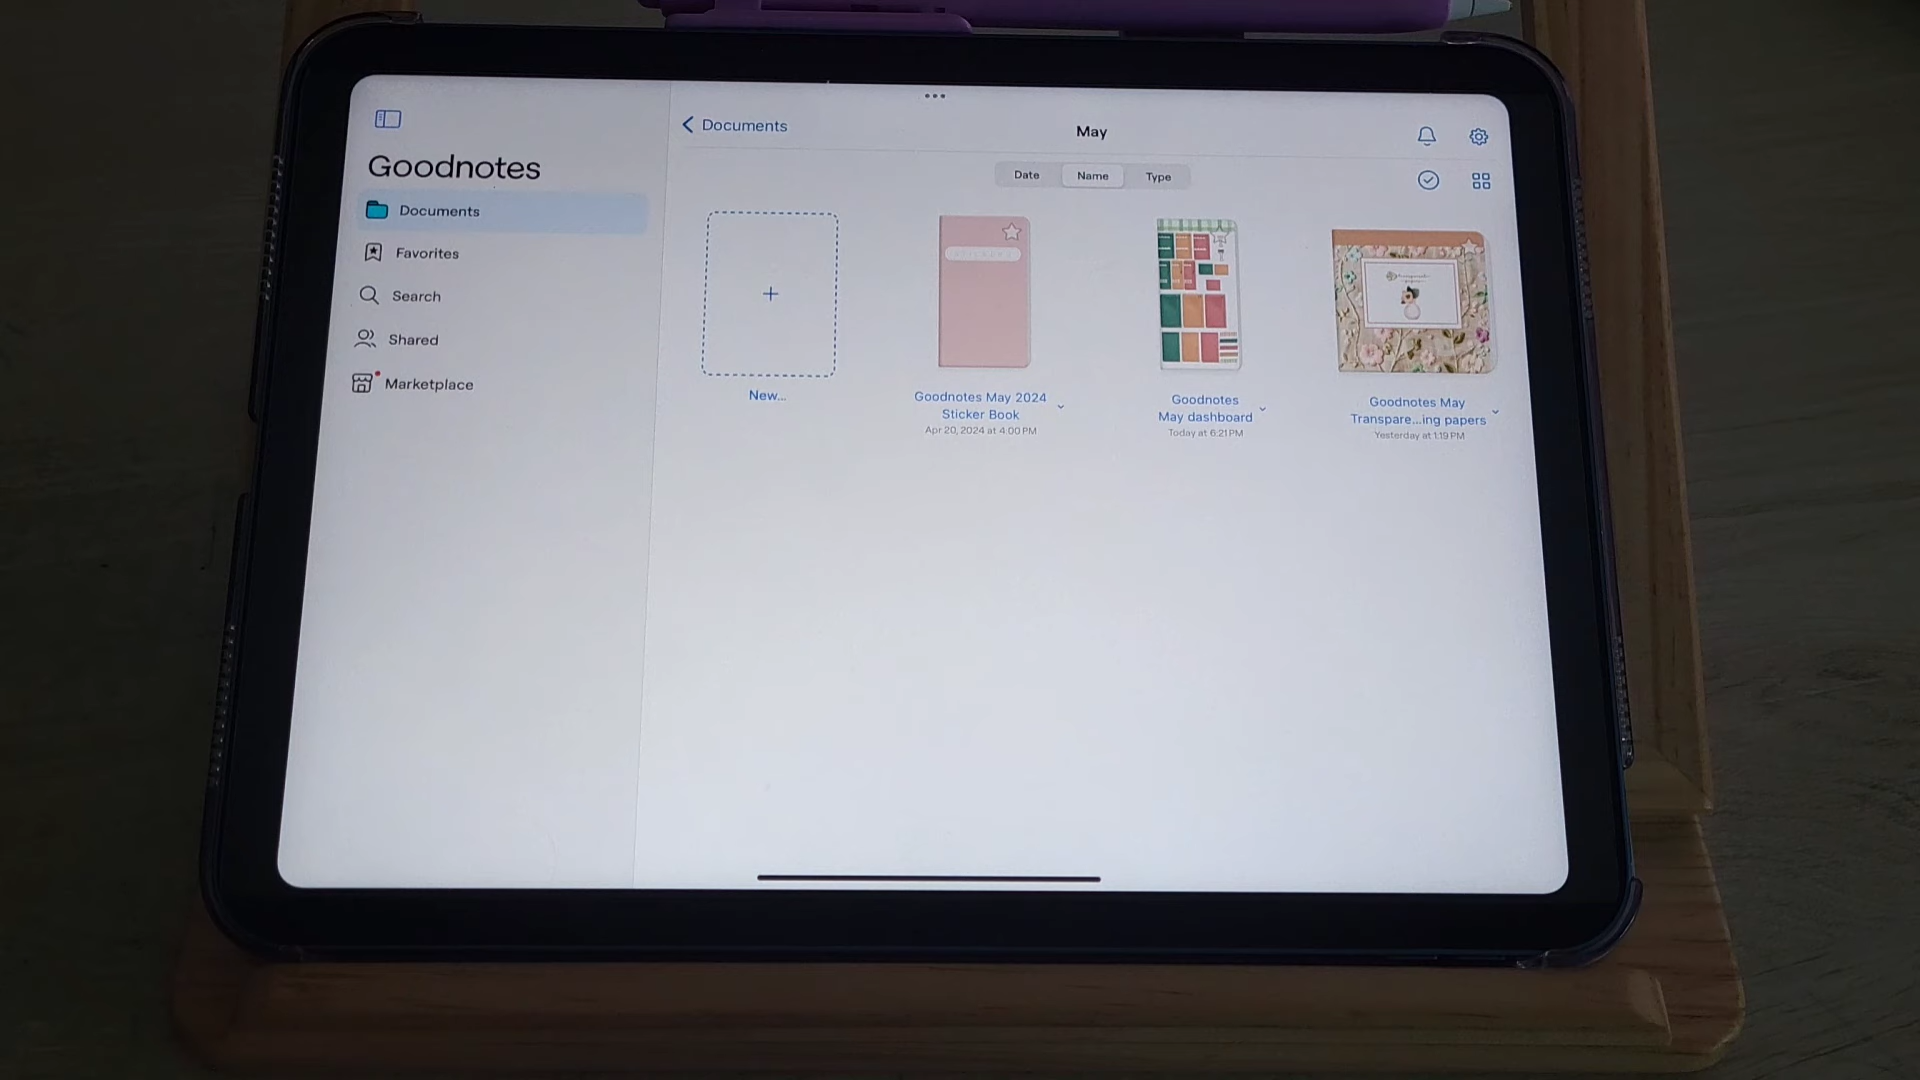 Goodnotes
Documents
Favorites
Search
Shared
Marketplace
Documents
May
Date
Name
Type
New...
Goodnotes May 2024
Sticker Book
Apr 20, 2024 at 4:00 PM
Goodnotes
May dashboard
Today at 6:21 PM
Goodnotes May
Transpare...ing papers
Yesterday at 1:19 PM